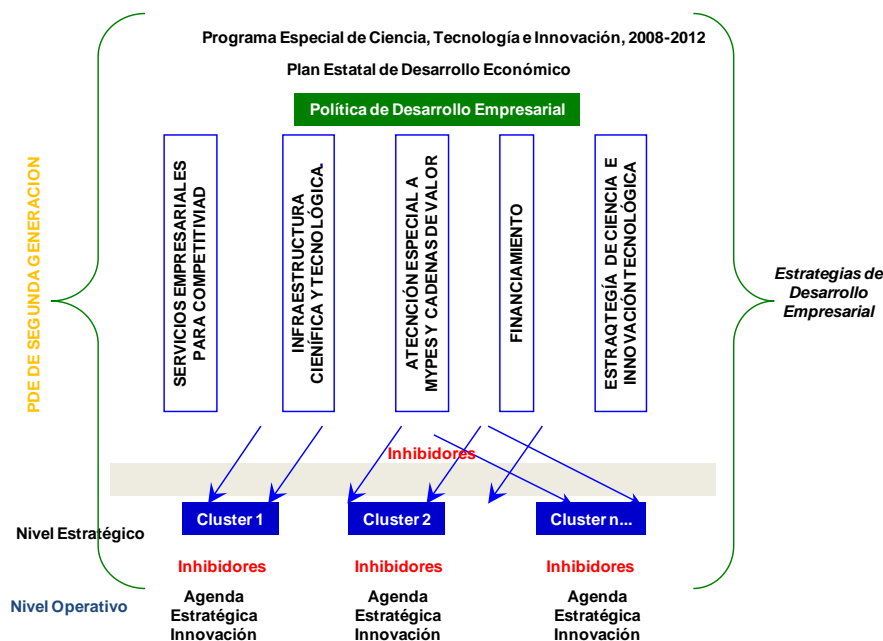 Programa Especial de Ciencia, Tecnología e Innovación, 2008-2012
Plan Estatal de Desarrollo Económico
Política de Desarrollo Empresarial
PDE DE SEGUNDA GENERACION
SERVICIOS EMPRESARIALES
PARA COMPETITIVIAD
INFRAESTRUCTURA
CIENÍFICA Y TECNOLÓGICA.
ATECNCIÓN ESPECIAL A
MYPES Y CADENAS DE VALOR
FINANCIAMIENTO
ESTRAQTEGÍA DE CIENCIA E
INNOVACIÓN TECNOLÓGICA
Estrategias de
Desarrollo
Empresarial
Inhibidores
Nivel Estratégico
Cluster 1
Cluster 2
Cluster n...
Inhibidores
Inhibidores
Inhibidores
Nivel Operativo
Agenda
Estratégica
Innovación
Agenda
Estratégica
Innovación
Agenda
Estratégica
Innovación